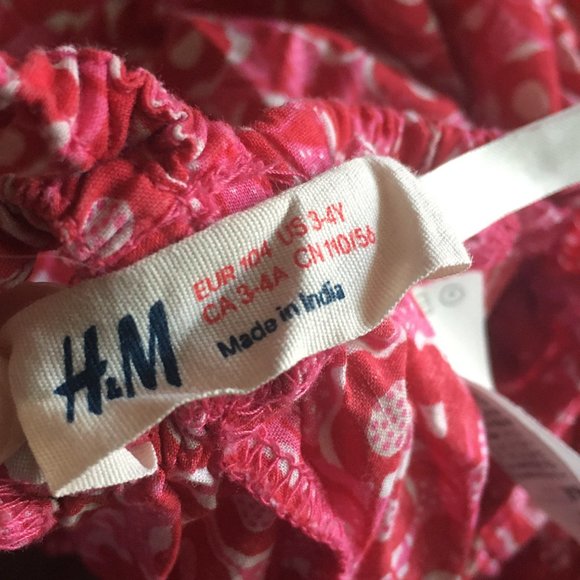 H&M
EUR 104 US 3-4Y
CA 3-4A CN 110/56
Made in India